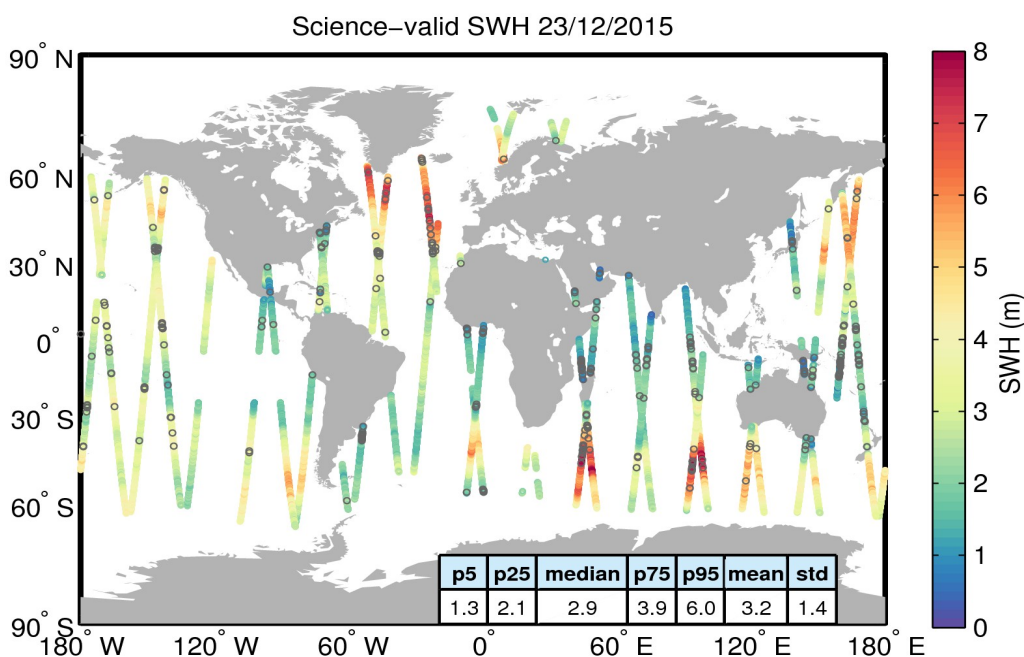 Science−valid SWH 23/12/2015
90° N
60° N
30° N
0°
30° S
60° S
90° S
180° W
120° W
60° W
0°
60° E
120° E
180° E
p5 p25 median p75 p95 mean std
1.3 2.1 2.9 3.9 6.0 3.2 1.4
8
7
6
5
4
3
2
1
0
SWH (m)